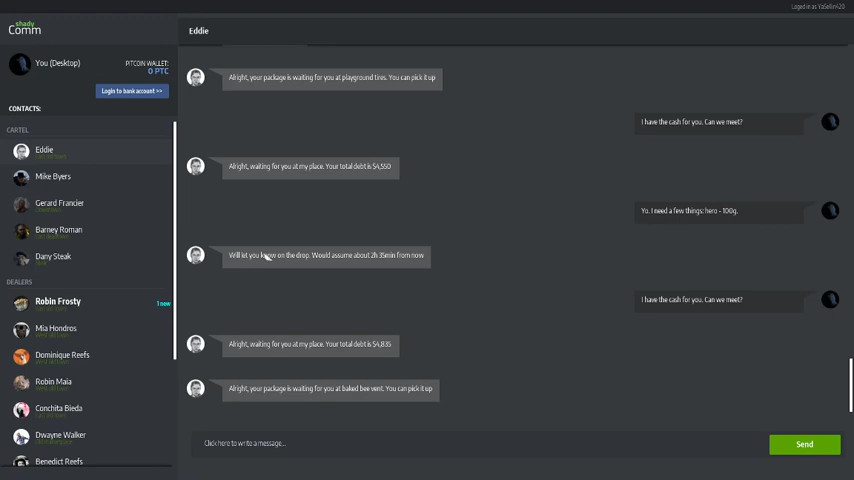 Logged in as YaSellin420
shady
Comm
Eddie
You (Desktop)
PITCOIN WALLET:
0 PTC
Login to bank account >>
CONTACTS:
CARTEL
Eddie
Mike Byers
Gerard Francier
Barney Roman
Dany Steak
DEALERS
Robin Frosty
1 new
Mia Hondros
Dominique Reefs
Robin Maia
Conchita Bieda
Dwayne Walker
Benedict Reefs
Alright, your package is waiting for you at playground tires. You can pick it up
I have the cash for you. Can we meet?
Alright, waiting for you at my place. Your total debt is $4,550
Yo. I need a few things: hero - 100g.
Will let you know on the drop. Would assume about 2h 35min from now
I have the cash for you. Can we meet?
Alright, waiting for you at my place. Your total debt is $4,835
Alright, your package is waiting for you at baked bee vent. You can pick it up
Click here to write a message...
Send